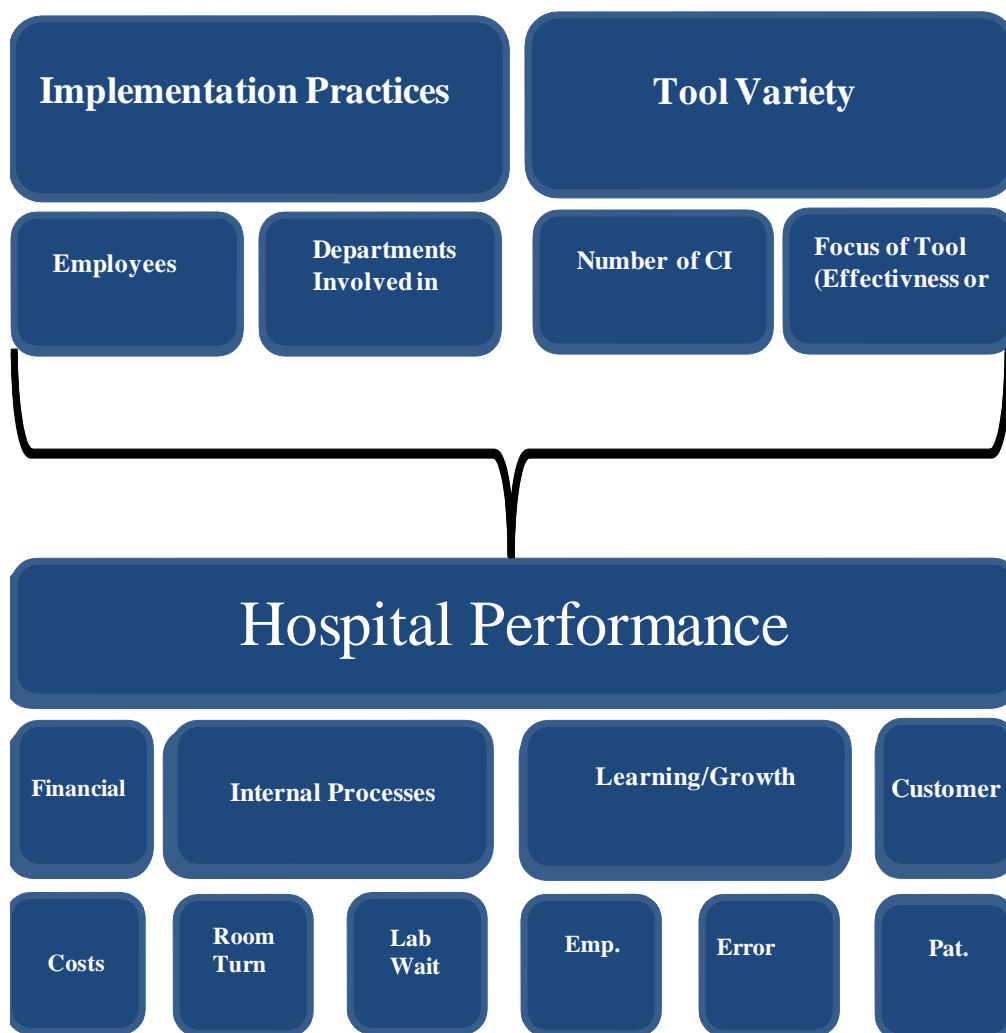 Implementation Practices
Tool Variety
Employees
Departments
Involved in
Number of CI
Focus of Tool
(Effectivness or
Hospital Performance
Financial
Internal Processes
Learning/Growth
Customer
Costs
Room
Turn
Lab
Wait
Emp.
Error
Pat.